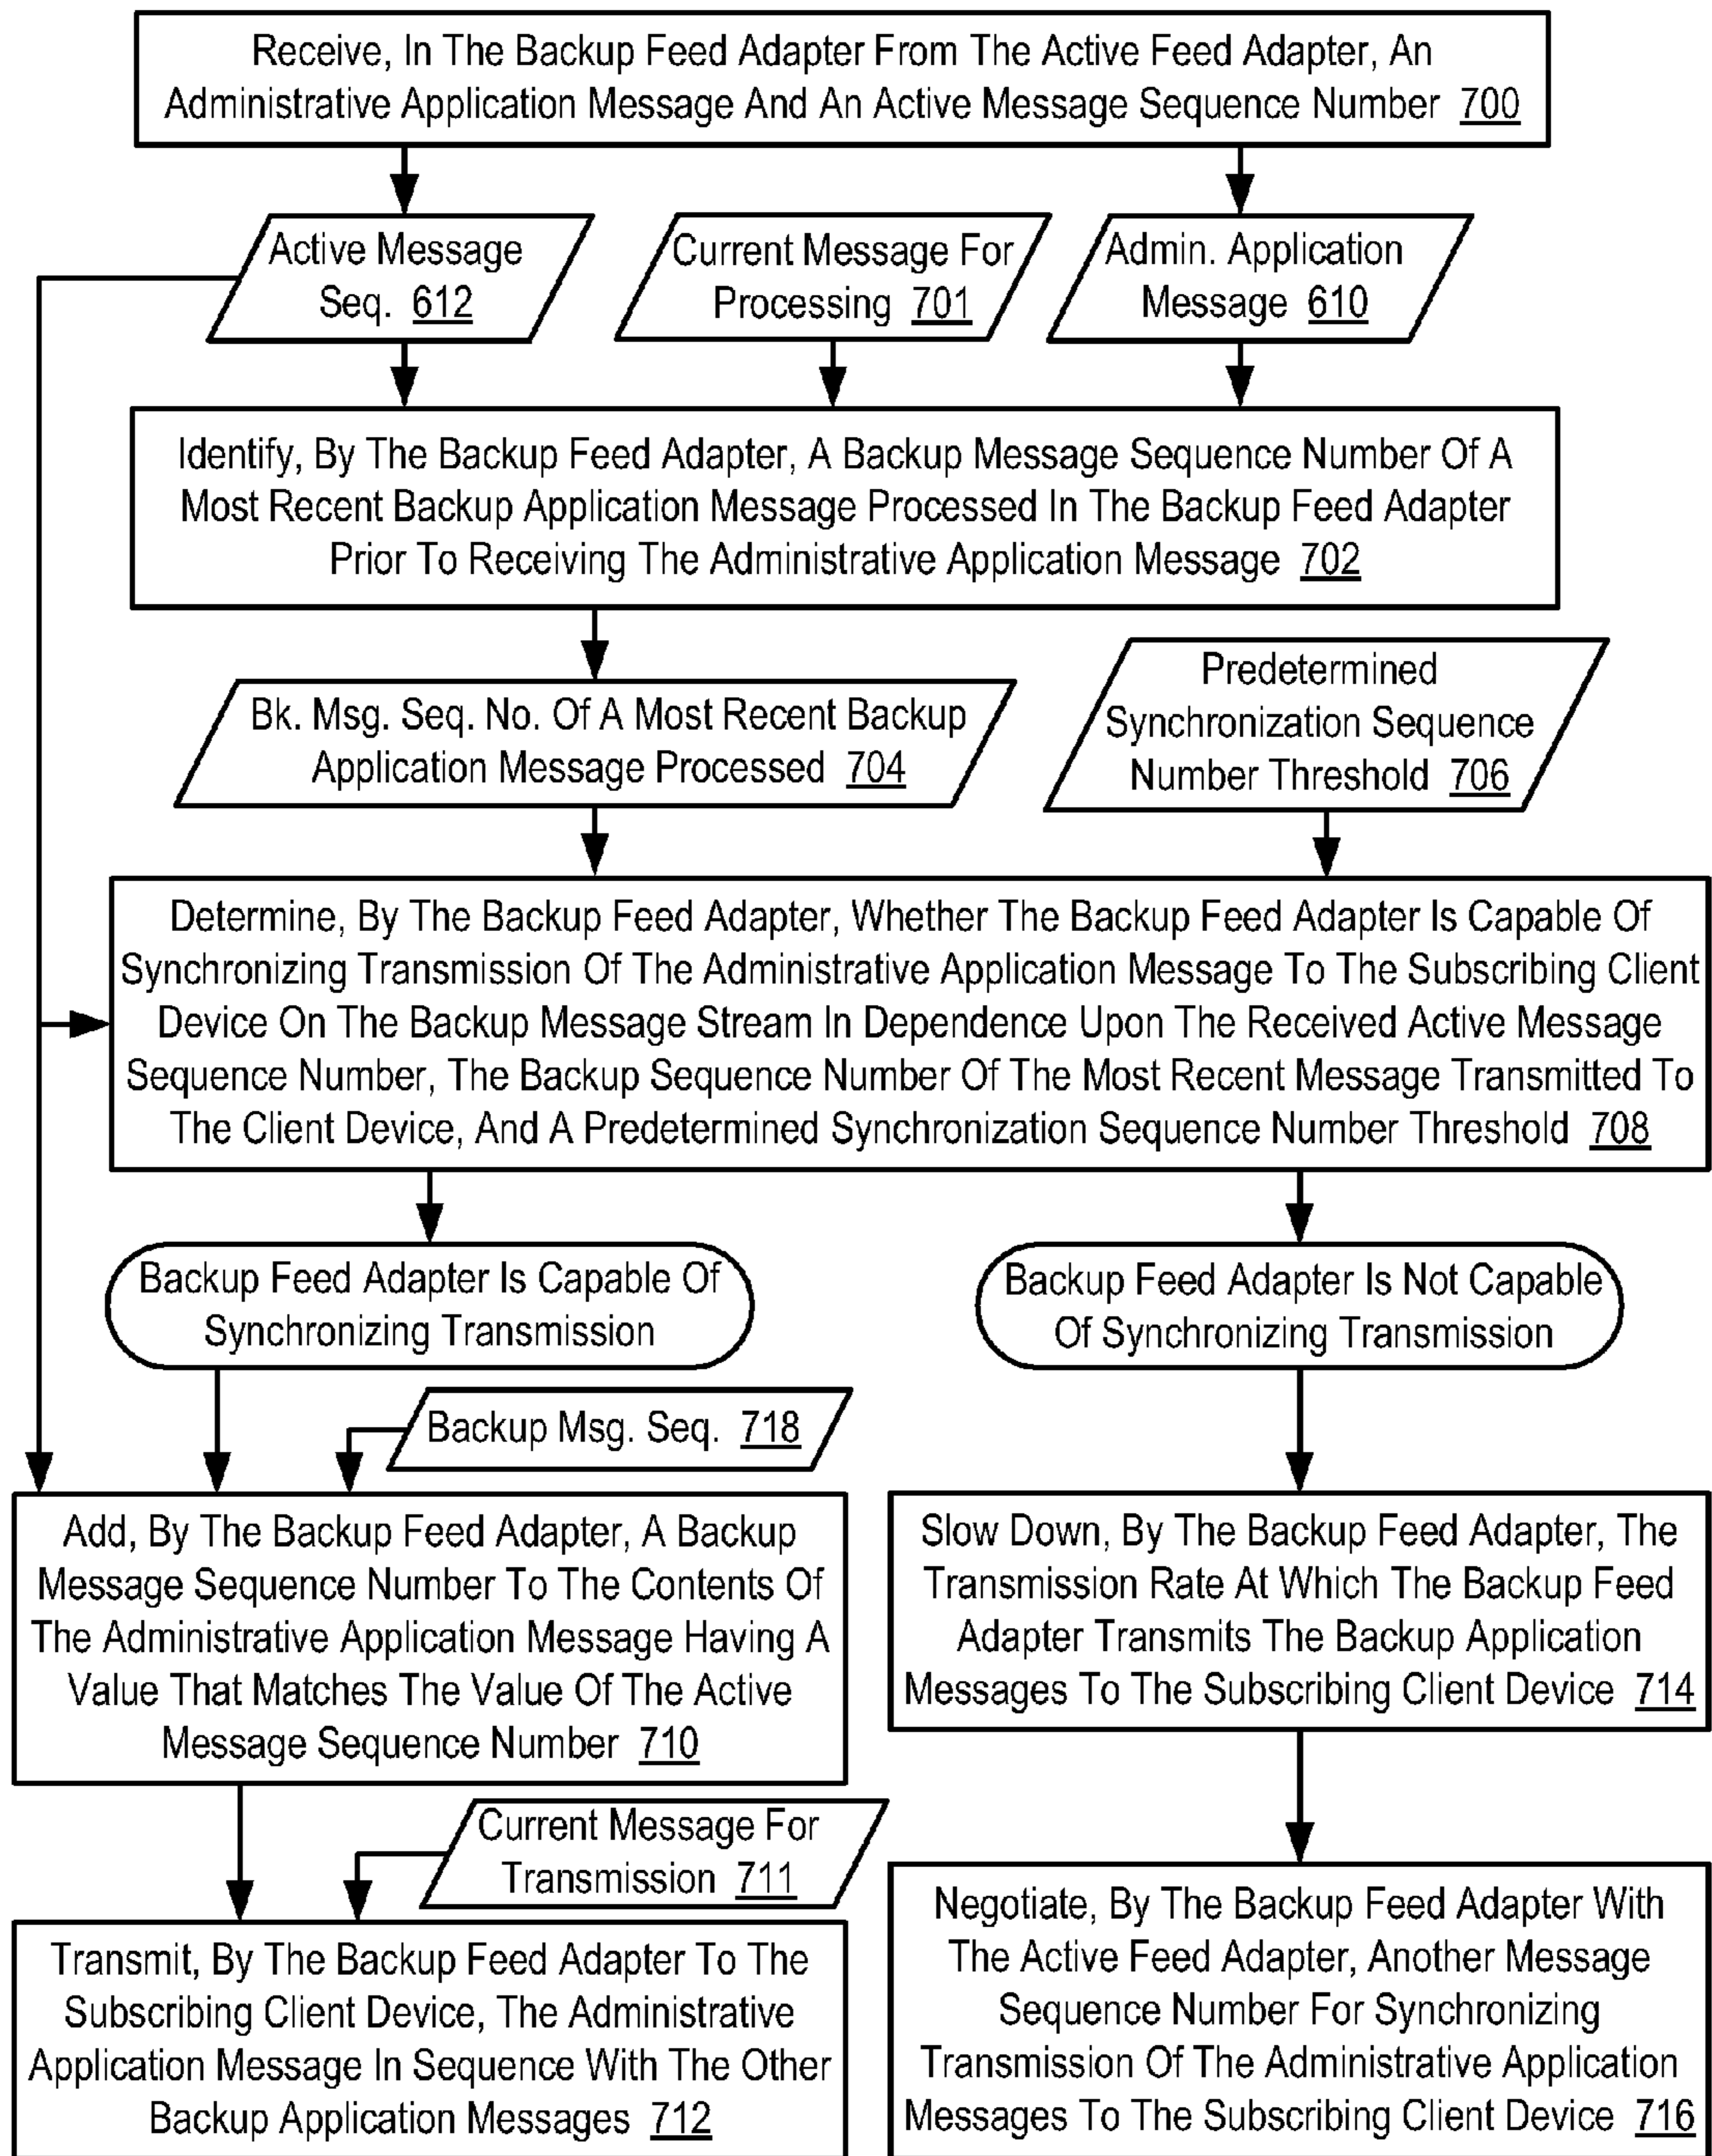 Receive, In The Backup Feed Adapter From The Active Feed Adapter, An
Administrative Application Message And An Active Message Sequence Number 700
Active Message
Seq. 612
Current Message For
Processing 701
Admin. Application
Message 610
Identify, By The Backup Feed Adapter, A Backup Message Sequence Number Of A
Most Recent Backup Application Message Processed In The Backup Feed Adapter
Prior To Receiving The Administrative Application Message 702
Bk. Msg. Seq. No. Of A Most Recent Backup
Application Message Processed 704
Predetermined
Synchronization Sequence
Number Threshold 706
Determine, By The Backup Feed Adapter, Whether The Backup Feed Adapter Is Capable Of
Synchronizing Transmission Of The Administrative Application Message To The Subscribing Client
Device On The Backup Message Stream In Dependence Upon The Received Active Message
Sequence Number, The Backup Sequence Number Of The Most Recent Message Transmitted To
The Client Device, And A Predetermined Synchronization Sequence Number Threshold 708
Backup Feed Adapter Is Capable Of
Synchronizing Transmission
Backup Feed Adapter Is Not Capable
Of Synchronizing Transmission
Backup Msg. Seq. 718
Add, By The Backup Feed Adapter, A Backup
Message Sequence Number To The Contents Of
The Administrative Application Message Having A
Value That Matches The Value Of The Active
Message Sequence Number 710
Slow Down, By The Backup Feed Adapter, The
Transmission Rate At Which The Backup Feed
Adapter Transmits The Backup Application
Messages To The Subscribing Client Device 714
Current Message For
Transmission 711
Transmit, By The Backup Feed Adapter To The
Subscribing Client Device, The Administrative
Application Message In Sequence With The Other
Backup Application Messages 712
Negotiate, By The Backup Feed Adapter With
The Active Feed Adapter, Another Message
Sequence Number For Synchronizing
Transmission Of The Administrative Application
Messages To The Subscribing Client Device 716